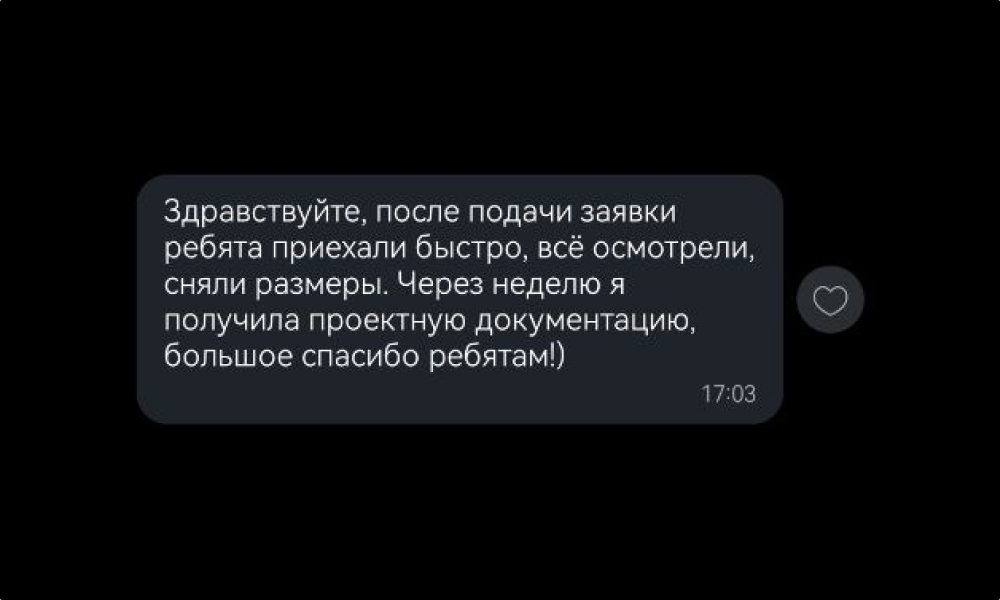 Здравствуйте, после подачи заявки
ребята приехали быстро, всё осмотрели,
сняли размеры. Через неделю я
получила проектную документацию,
большое спасибо ребятам!)
17:03